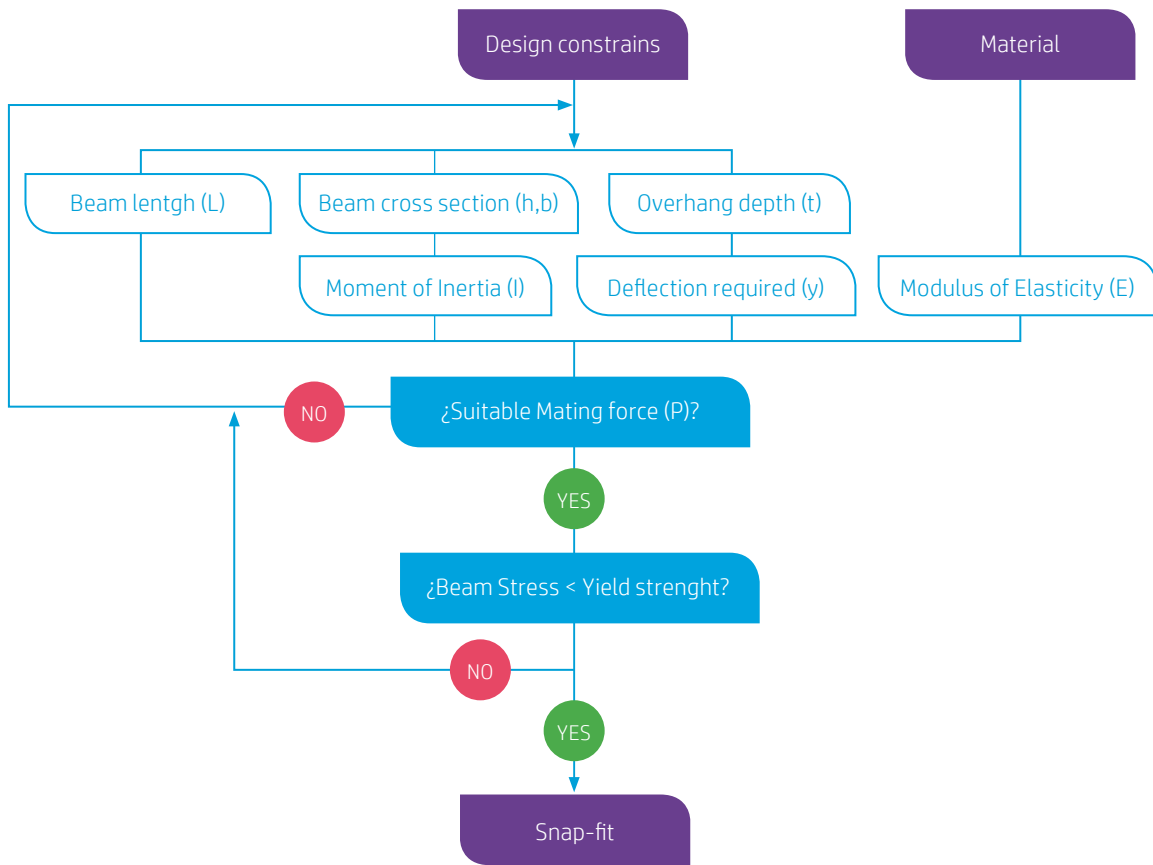 Design constrains
Material
Beam lentgh (L)
Beam cross section (h,b)
Overhang depth (t)
Moment of Inertia (I)
Deflection required (y)
Modulus of Elasticity (E)
NO
¿Suitable Mating force (P)?
YES
¿Beam Stress < Yield strenght?
NO
YES
Snap-fit